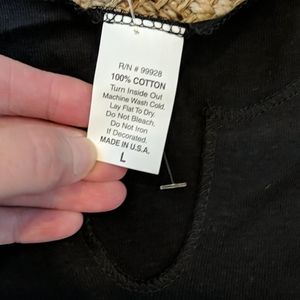 R/N # 99928
100% COTTON
Turn Inside Out
Machine Wash Cold.
Lay Flat To Dry.
Do Not Bleach.
Do Not Iron
If Decorated.
MADE IN U.S.A.
L